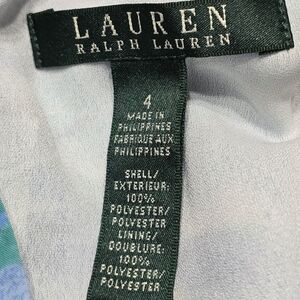 LAUREN
RALPH LAUREN
4
MADE IN
PHILIPPINES
FABRIQUE AUX
PHILIPPINES
SHELL/
EXTERIEUR:
100%
POLYESTER/
POLYESTER
LINING/
DOUBLURE:
100%
POLYESTER/
POLYESTER